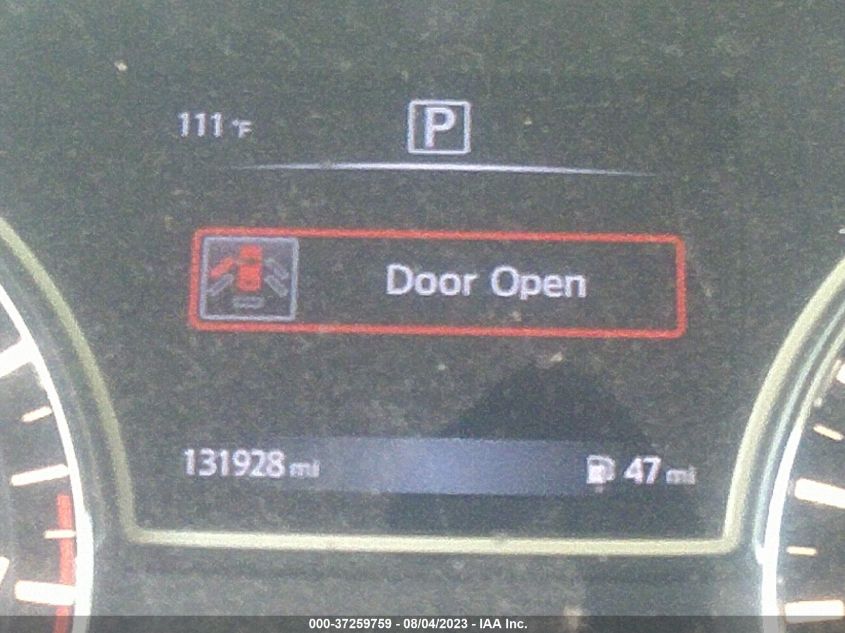 111 °F P
Door Open
131928 mi 47 mi
000-37259759 - 08/04/2023 - IAA Inc.